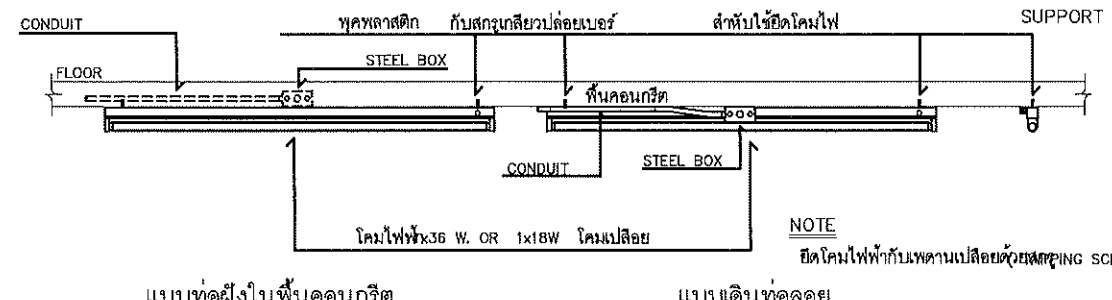 CONDUIT
พุคพลาสติก กับสกรูเกลียวปล่อยเบอร์ สำหับใช้ยึดโคมไฟ
SUPPORT
STEEL BOX
FLOOR
พื้นคอนกรีต
CONDUIT
STEEL BOX
โคมไฟฟ้า x36 W. OR 1x18W โคมเปลือย
NOTE
ยึดโคมไฟฟ้ากับเพดานเปลือยด้วย
แบบท่อฝังในพื้นคอนกรีต
แบบเดินท่อลอย